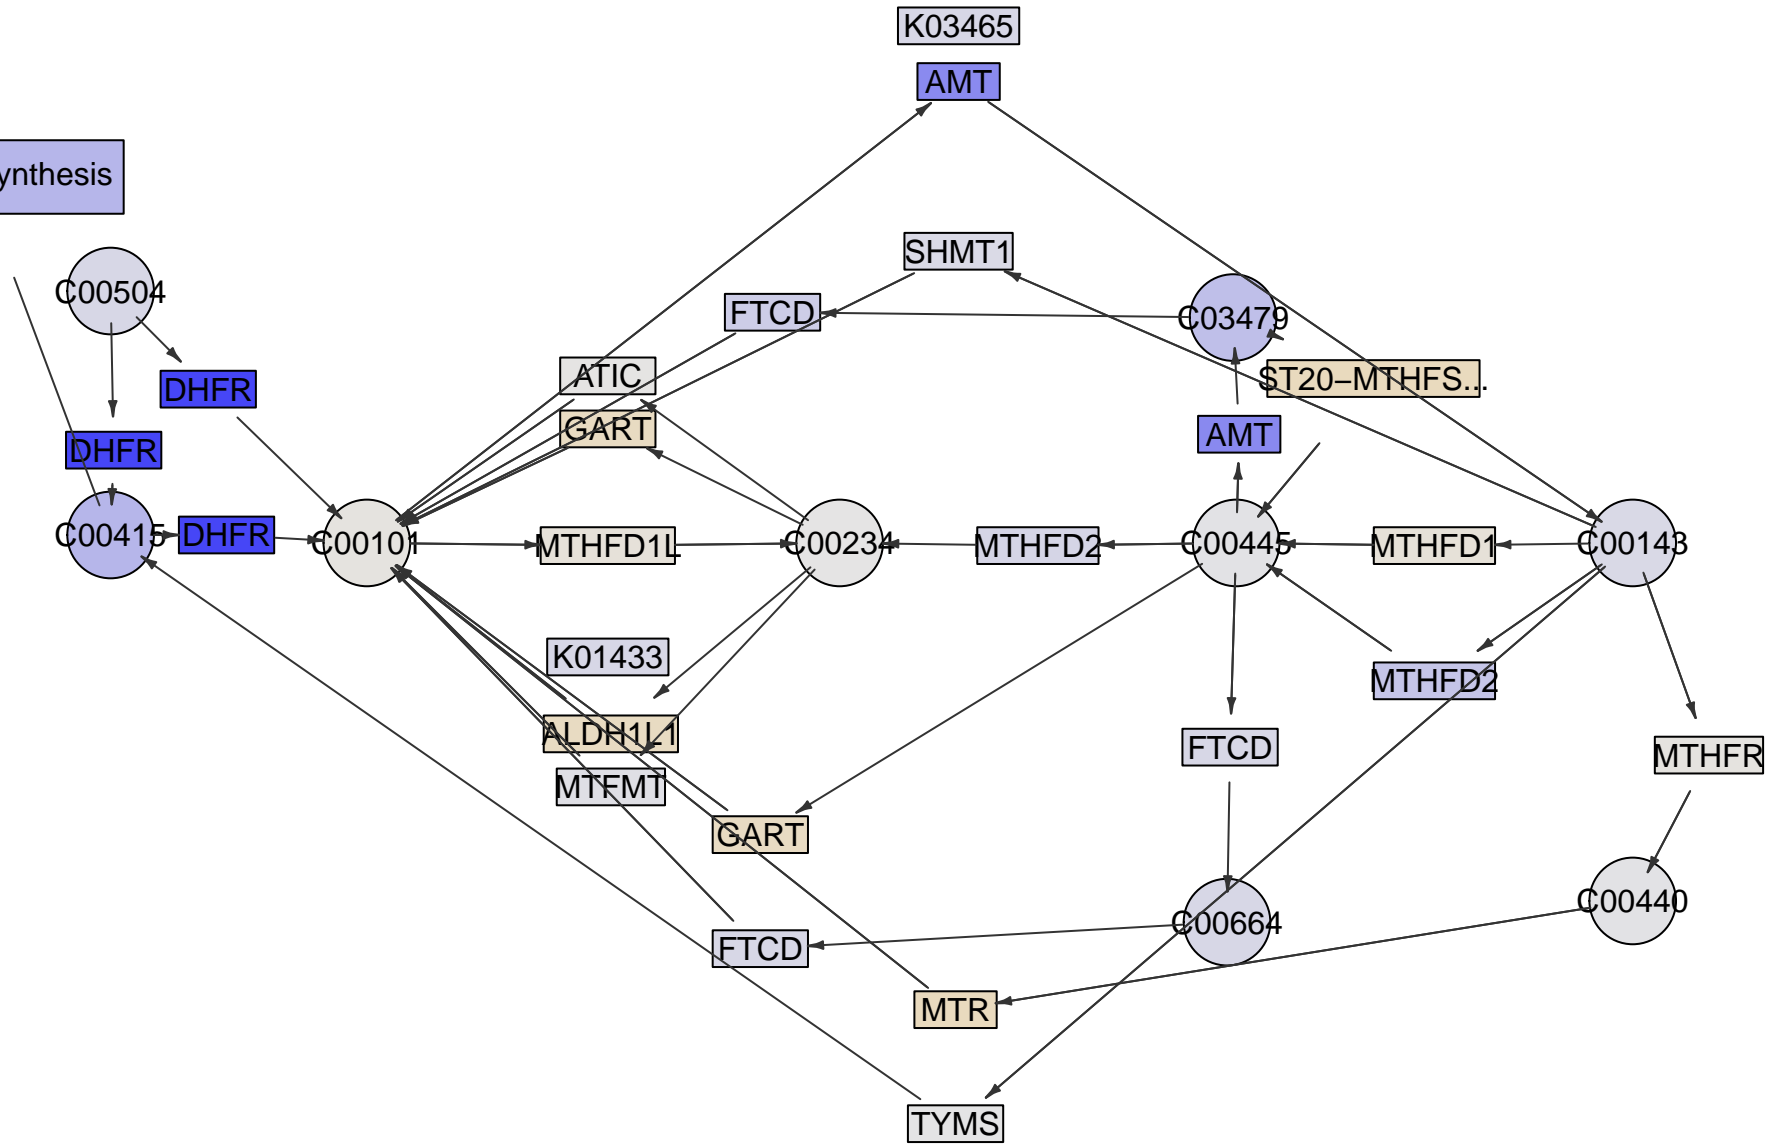 K03465
AMT
ynthesis
SHMT1
C00504
FTCD
C03479
ATIC
ST20−MTHFS...
DHFR
GART
AMT
DHFR
C00415
DHFR
C00101
MTHFD1L
C00234
MTHFD2
C00445
MTHFD1
C00143
K01433
MTHFD2
ALDH1L1
FTCD
MTHFR
MTFMT
GART
C00440
C00664
FTCD
MTR
TYMS